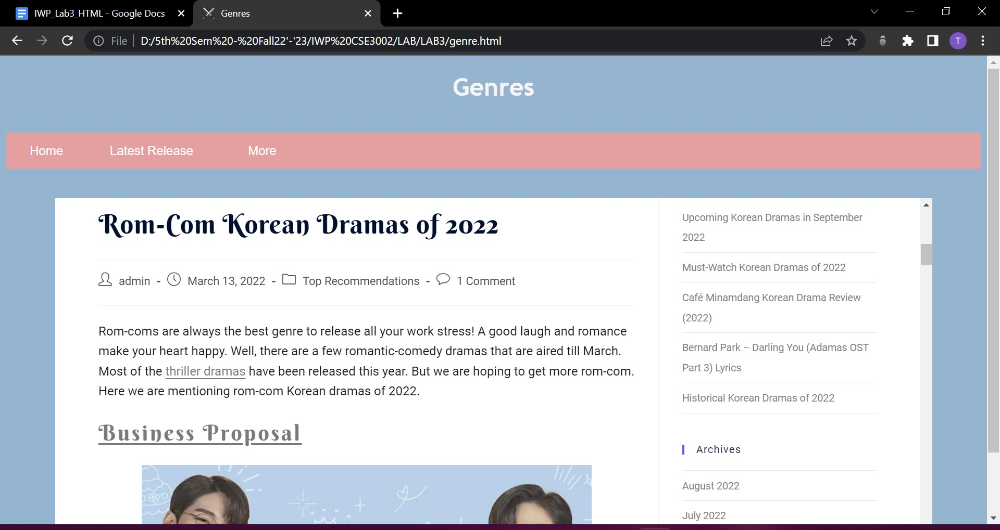 IWP_Lab3_HTML - Google Docs
Genres
File
D:/5th%20Sem%20-%20Fall22'-'23/IWP%20CSE3002/LAB/LAB3/genre.html
T
Genres
Home
Latest Release
More
Rom-Com Korean Dramas of 2022
admin - March 13, 2022 - Top Recommendations - 1 Comment
Rom-coms are always the best genre to release all your work stress! A good laugh and romance
make your heart happy. Well, there are a few romantic-comedy dramas that are aired till March.
Most of the thriller dramas have been released this year. But we are hoping to get more rom-com.
Here we are mentioning rom-com Korean dramas of 2022.
Business Proposal
Upcoming Korean Dramas in September
2022
Must-Watch Korean Dramas of 2022
Café Minamdang Korean Drama Review
(2022)
Bernard Park – Darling You (Adamas OST
Part 3) Lyrics
Historical Korean Dramas of 2022
Archives
August 2022
July 2022